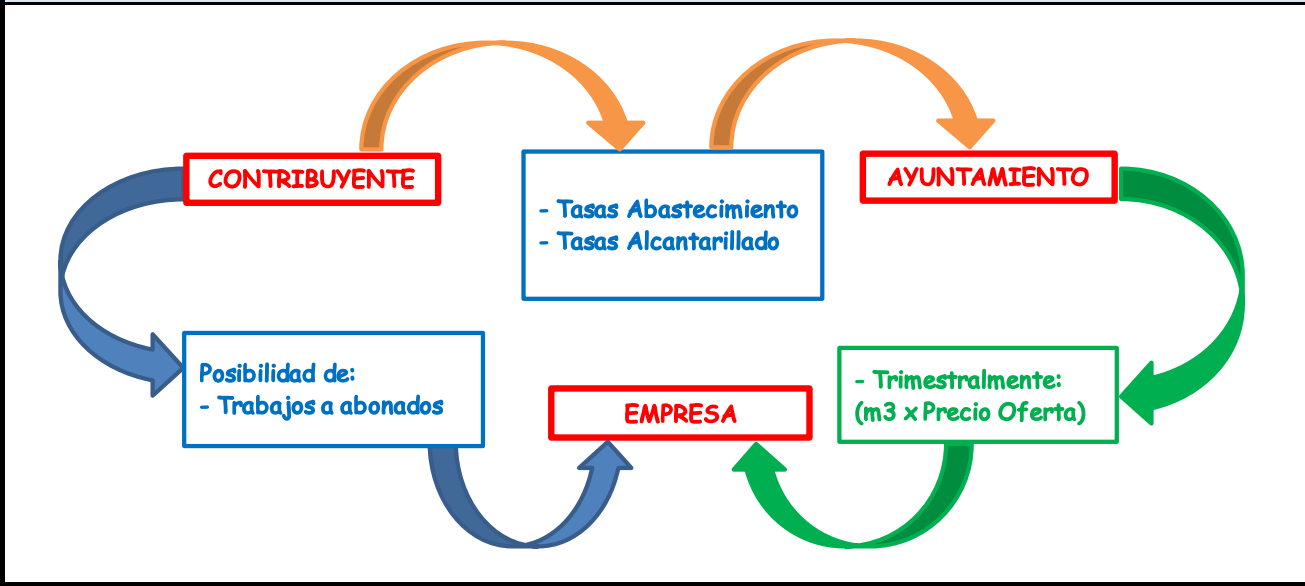 CONTRIBUYENTE
- Tasas Abastecimiento
- Tasas Alcantarillado
AYUNTAMIENTO
Posibilidad de:
- Trabajos a abonados
EMPRESA
- Trimestralmente:
(m3 x Precio Oferta)